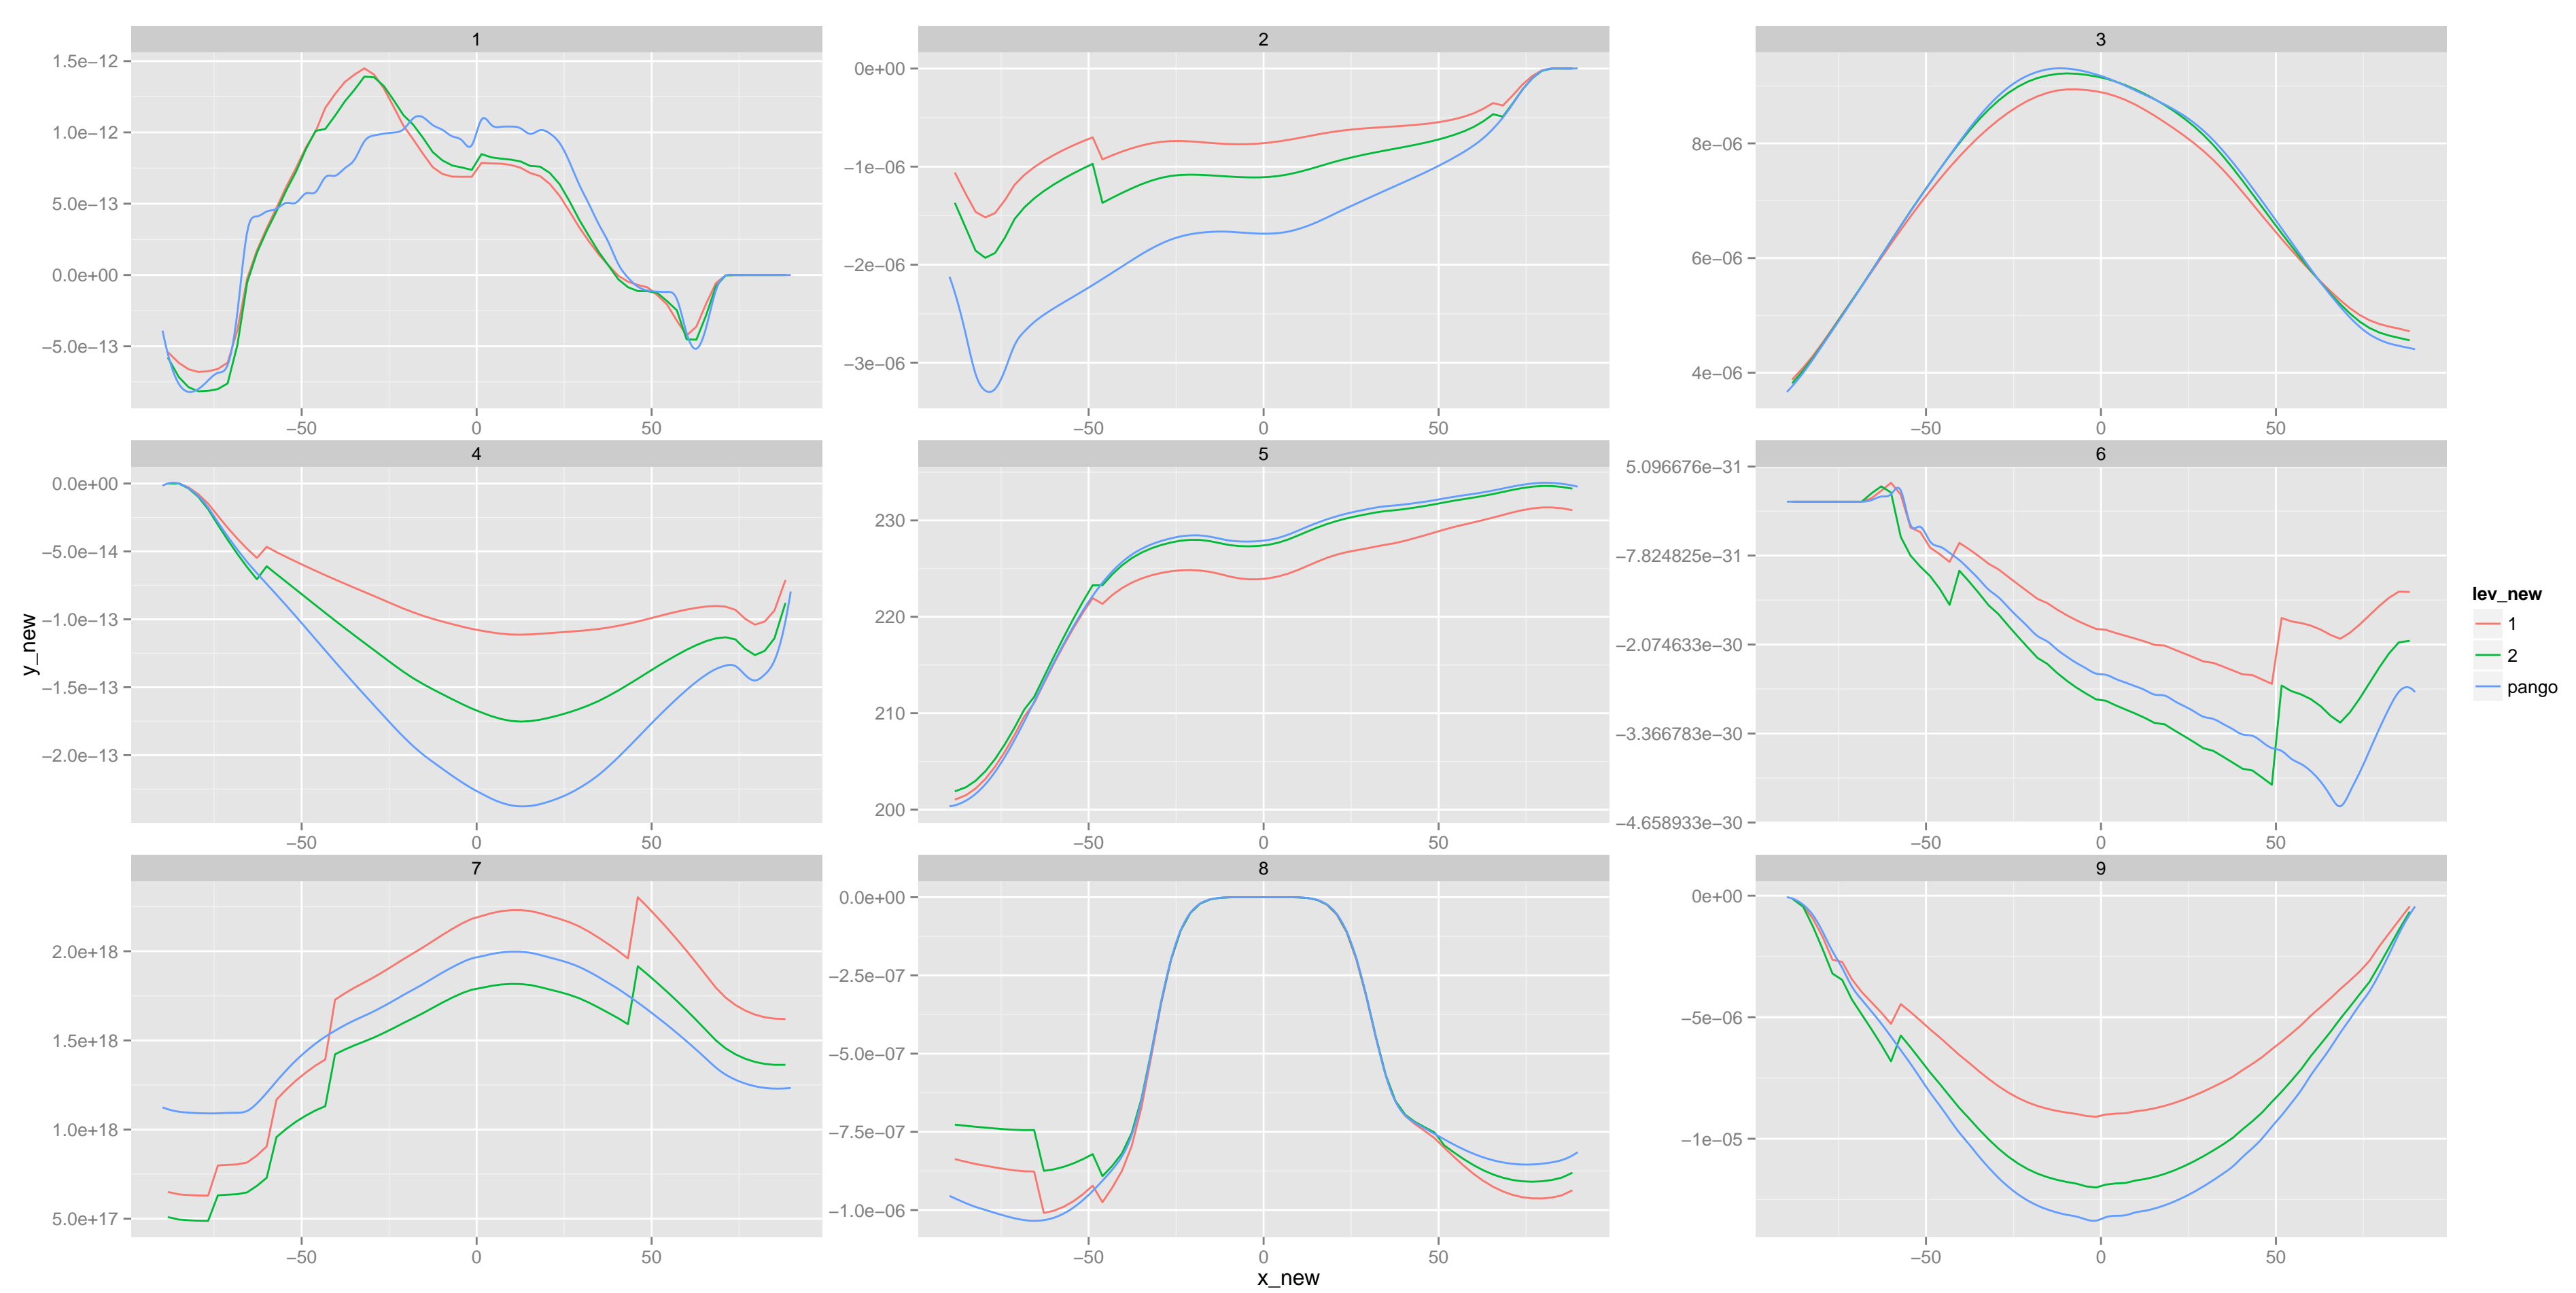 1
1.5e−12
1.0e−12
5.0e−13
0.0e+00
−5.0e−13
−50 0 50
2
0e+00
−1e−06
−2e−06
−3e−06
−50 0 50
3
8e−06
6e−06
4e−06
−50 0 50
4
0.0e+00
−5.0e−14
−1.0e−13
−1.5e−13
−2.0e−13
−50 0 50
5
230
220
210
200
−50 0 50
6
5.096676e−31
−7.824825e−31
−2.074633e−30
−3.366783e−30
−4.658933e−30
−50 0 50
7
2.0e+18
1.5e+18
1.0e+18
5.0e+17
−50 0 50
8
0.0e+00
−2.5e−07
−5.0e−07
−7.5e−07
−1.0e−06
−50 0 50
9
0e+00
−5e−06
−1e−05
−50 0 50
x_new
y_new
lev_new
1
2
pango